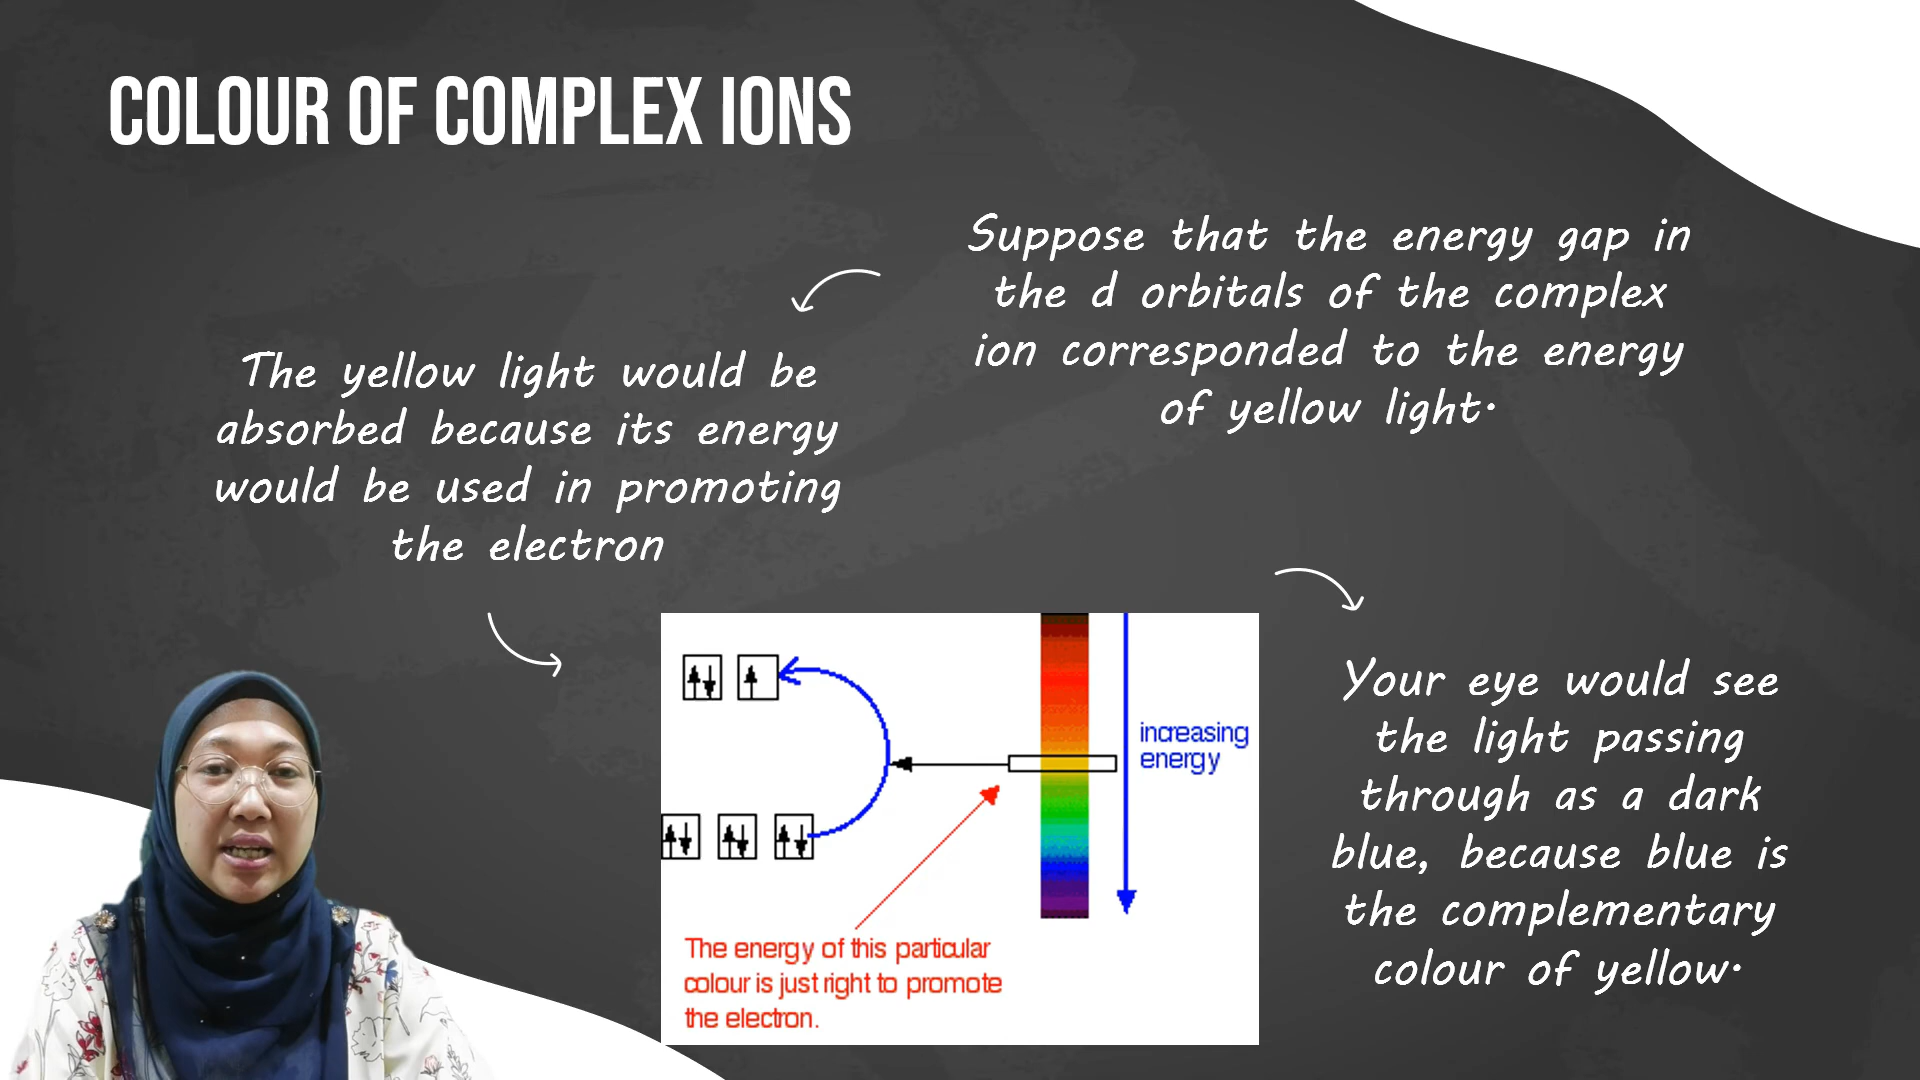 COLOUR OF COMPLEX IONS
Suppose that the energy gap in
the d orbitals of the complex
ion corresponded to the energy
of yellow light.
The yellow light would be
absorbed because its energy
would be used in promoting
the electron
increasing
energy
The energy of this particular
colour is just right to promote
the electron.
Your eye would see
the light passing
through as a dark
blue, because blue is
the complementary
colour of yellow.